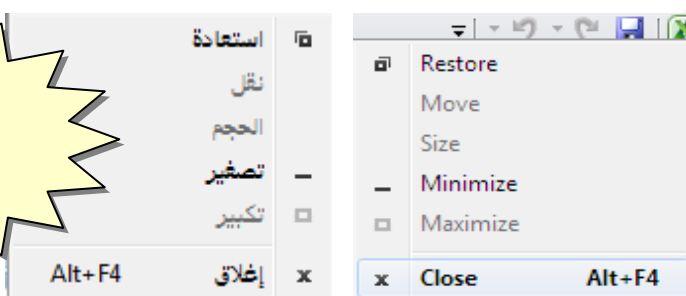 استعادة
نقل
الحجم
تصغير
تكبير
إغلاق Alt+F4
Restore
Move
Size
Minimize
Maximize
Close Alt+F4